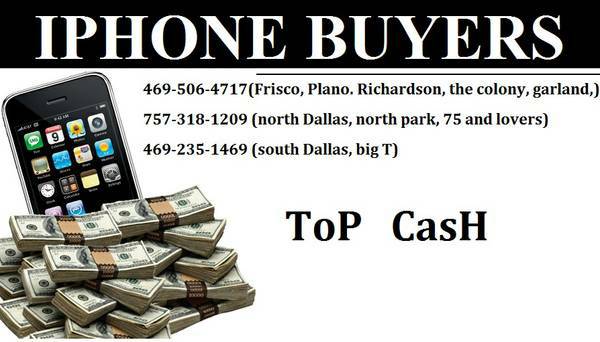 IPHONE BUYERS
469-506-4717(Frisco, Plano. Richardson, the colony, garland,)
757-318-1209 (north Dallas, north park, 75 and lovers)
469-235-1469 (south Dallas, big T)
ToP CasH